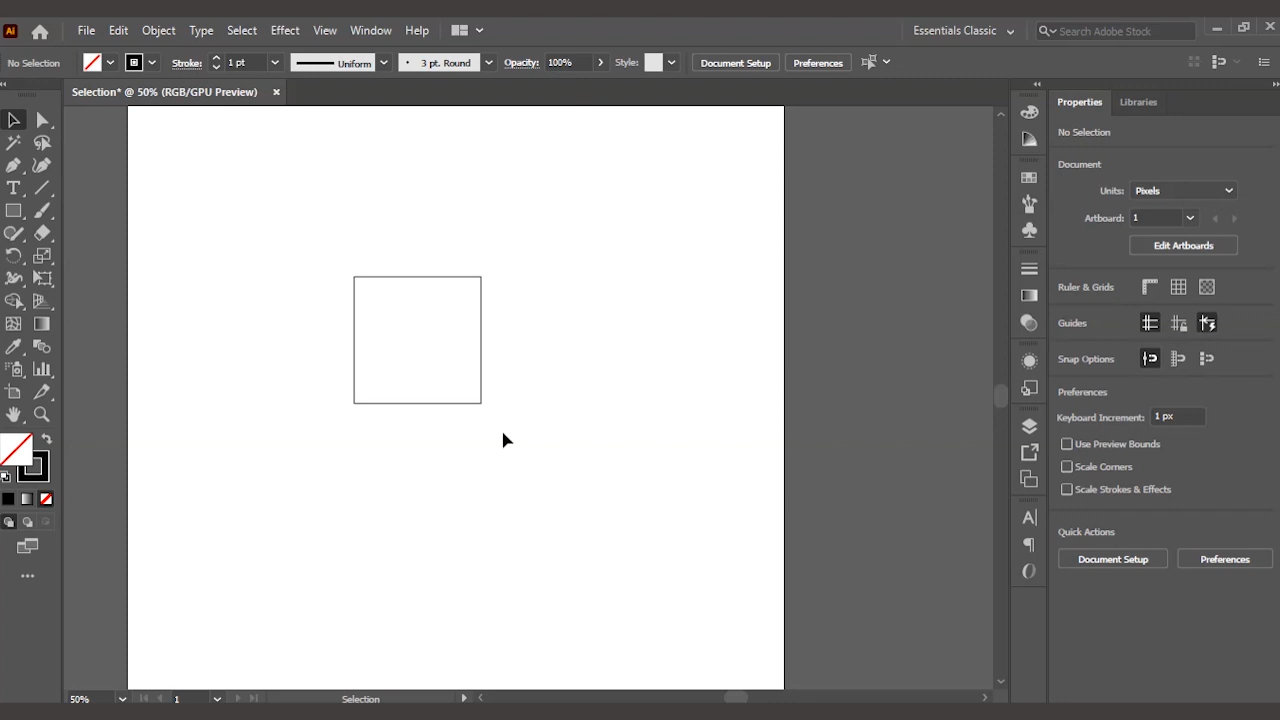 Ai File Edit Object Type Select Effect View Window Help Essentials Classic Search Adobe Stock
No Selection Stroke: 1 pt Uniform 3 pt. Round Opacity: 100% Style: Document Setup Preferences
Selection* @ 50% (RGB/GPU Preview) ×
Properties Libraries
No Selection
Document
Units: Pixels
Artboard: 1
Edit Artboards
Ruler & Grids
Guides
Snap Options
Preferences
Keyboard Increment: 1 px
Use Preview Bounds
Scale Corners
Scale Strokes & Effects
Quick Actions
Document Setup Preferences
50% 1 Selection